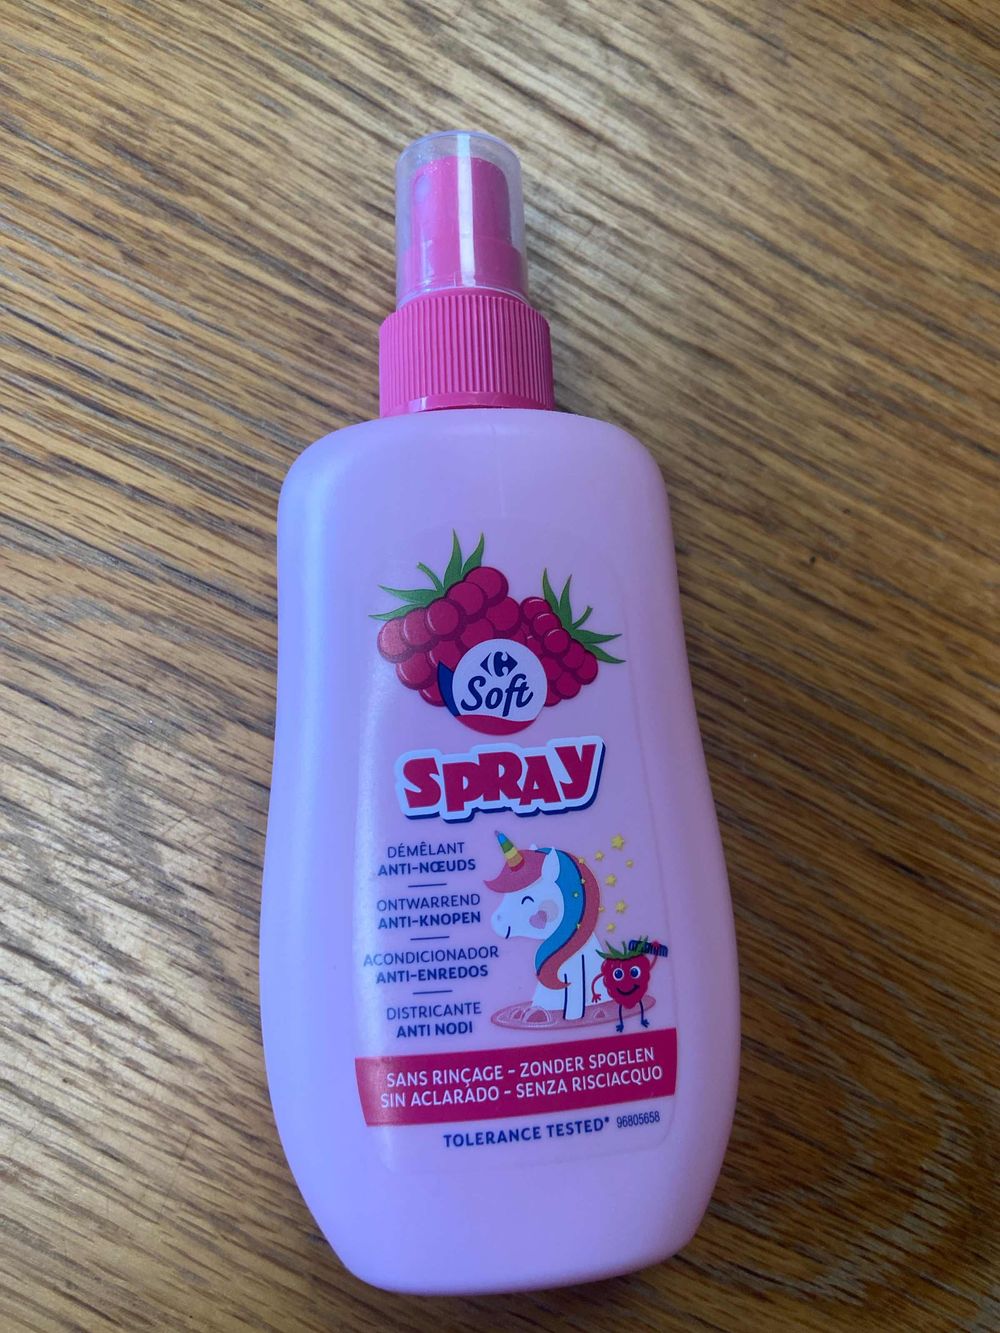 Soft
SPRAY
DÉMÊLANT
ANTI-NŒUDS
ONTWARREND
ANTI-KNOPEN
ACONDICIONADOR
ANTI-ENREDOS
DISTRICANTE
ANTI NODI
SANS RINÇAGE - ZONDER SPOELEN
SIN ACLARADO - SENZA RISCIACQUO
TOLERANCE TESTED* 96805658